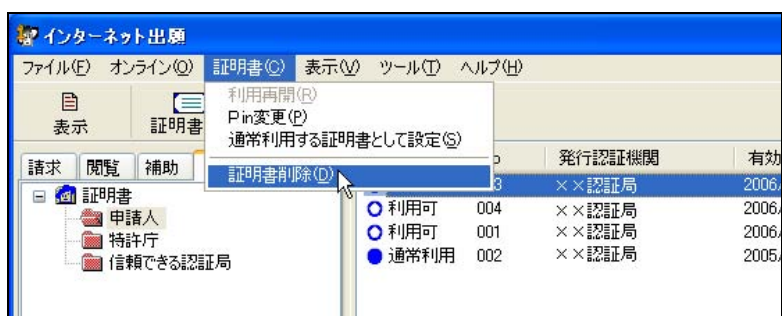 インターネット出願
ファイル(F) オンライン(O) 証明書(C) 表示(V) ツール(T) ヘルプ(H)
利用再開(R)
Pin変更(P)
通常利用する証明書として設定(S)
証明書削除(D)
表示 証明書
請求 閲覧 補助 発行認証機関 有効
証明書 3 ××認証局 2006/
申請人 利用可 004 ××認証局 2006/
特許庁 利用可 001 ××認証局 2006/
信頼できる認証局 通常利用 002 ××認証局 2005/